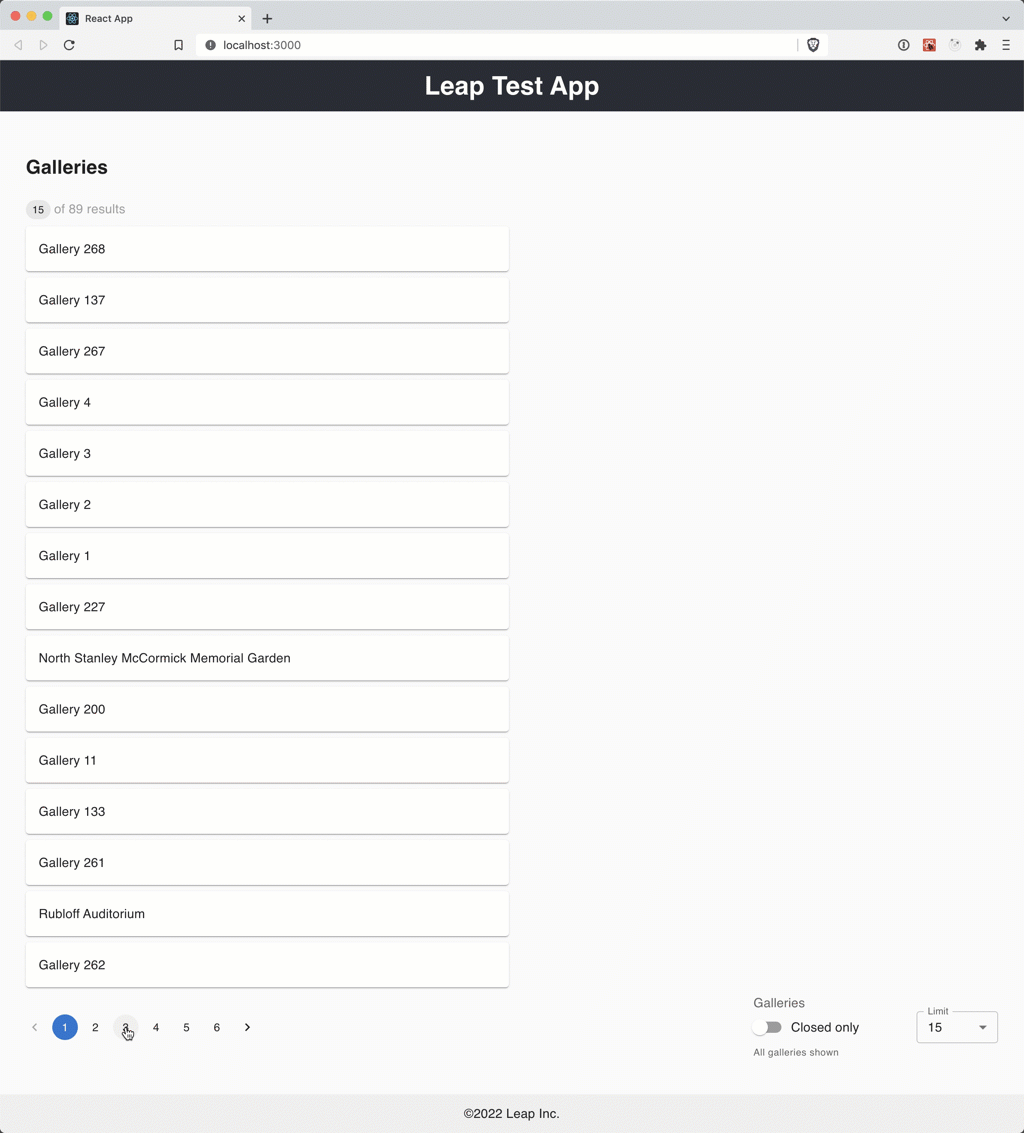 React App
localhost:3000
Leap Test App
Galleries
15 of 89 results
Gallery 268
Gallery 137
Gallery 267
Gallery 4
Gallery 3
Gallery 2
Gallery 1
Gallery 227
North Stanley McCormick Memorial Garden
Gallery 200
Gallery 11
Gallery 133
Gallery 261
Rubloff Auditorium
Gallery 262
1 2 3 4 5 6
Galleries
Closed only
All galleries shown
Limit
15
©2022 Leap Inc.